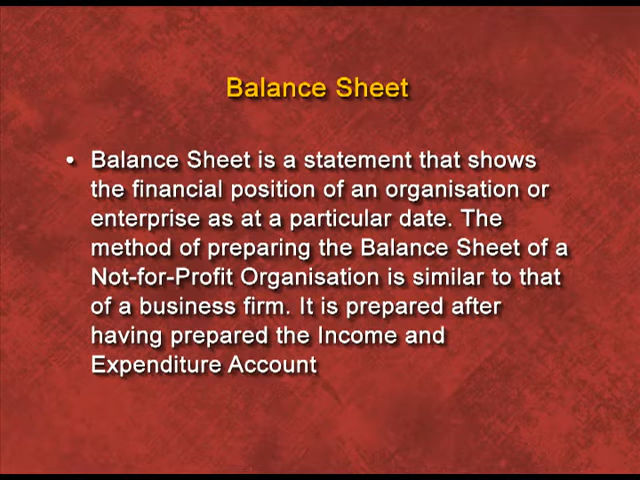 Balance Sheet
• Balance Sheet is a statement that shows
the financial position of an organisation or
enterprise as at a particular date. The
method of preparing the Balance Sheet of a
Not-for-Profit Organisation is similar to that
of a business firm. It is prepared after
having prepared the Income and
Expenditure Account